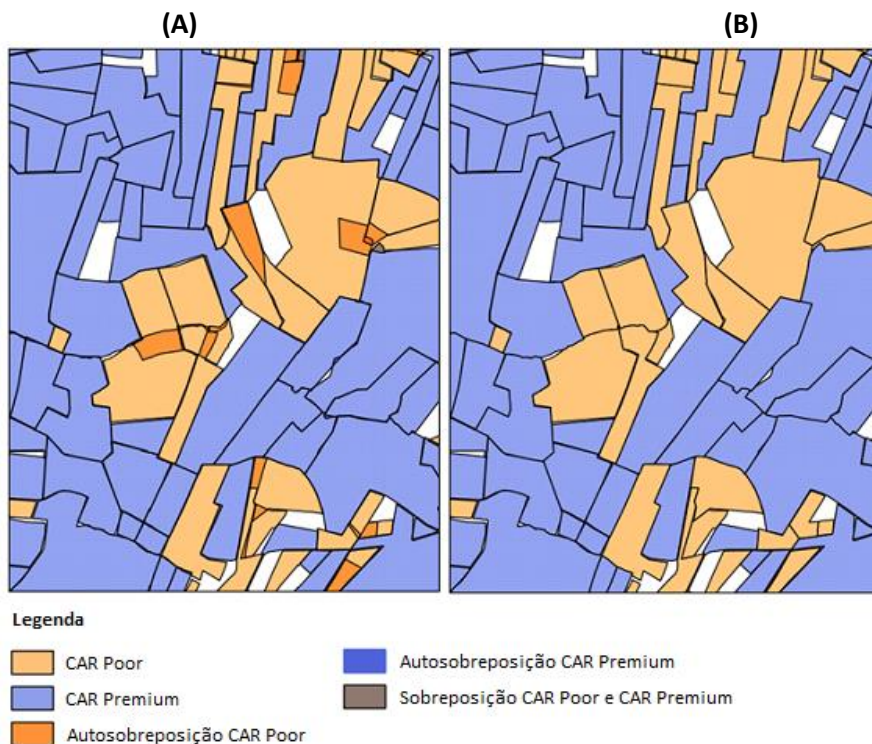 (A) (B)
Legenda
CAR Poor
CAR Premium
Autosobreposição CAR Poor
Autosobreposição CAR Premium
Sobreposição CAR Poor e CAR Premium